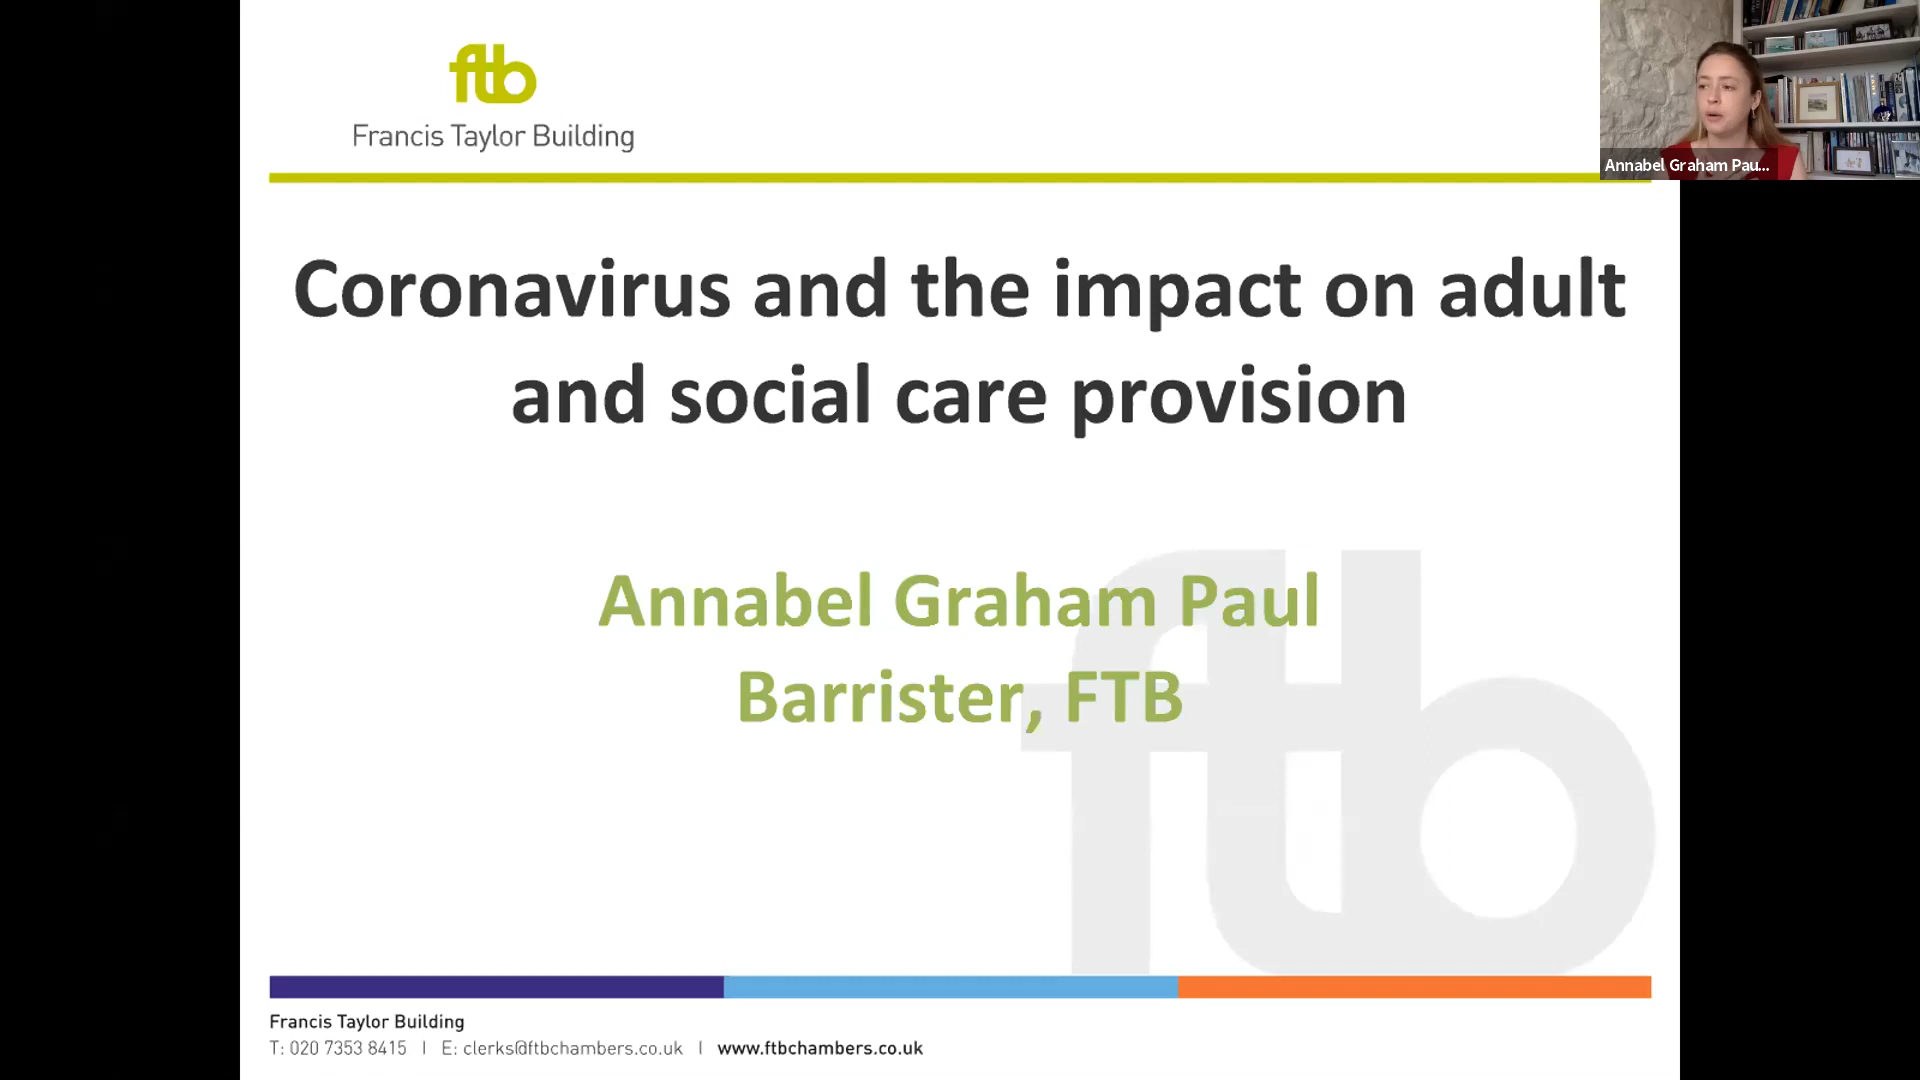 ftb
Francis Taylor Building
Annabel Graham Pau...
Coronavirus and the impact on adult
and social care provision
Annabel Graham Paul
Barrister, FTB
ftb
Francis Taylor Building
T: 020 7353 8415 | E: clerks@ftbchambers.co.uk | www.ftbchambers.co.uk